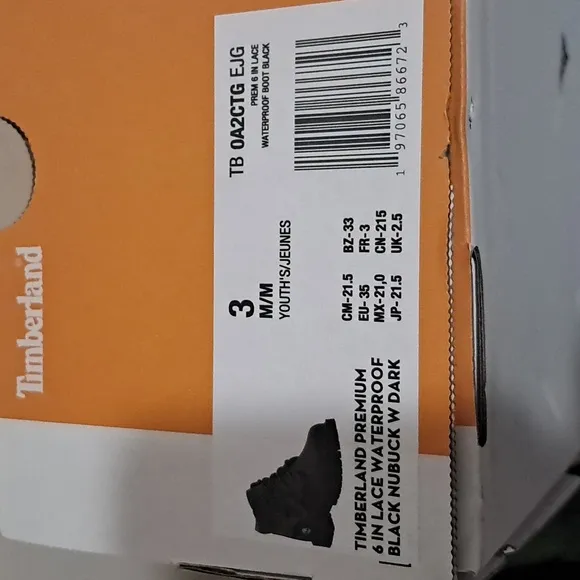 Timberland
TB 0A2CTG EJG
PREM 6 IN LACE
WATERPROOF BOOT BLACK
1 97065 86672 3
3
M/M
YOUTH'S/JEUNES
CM-21.5 BZ-33
EU-35 FR-3
MX-21,0 CN-215
JP-21.5 UK-2.5
TIMBERLAND PREMIUM
6 IN LACE WATERPROOF
BLACK NUBUCK W DARK